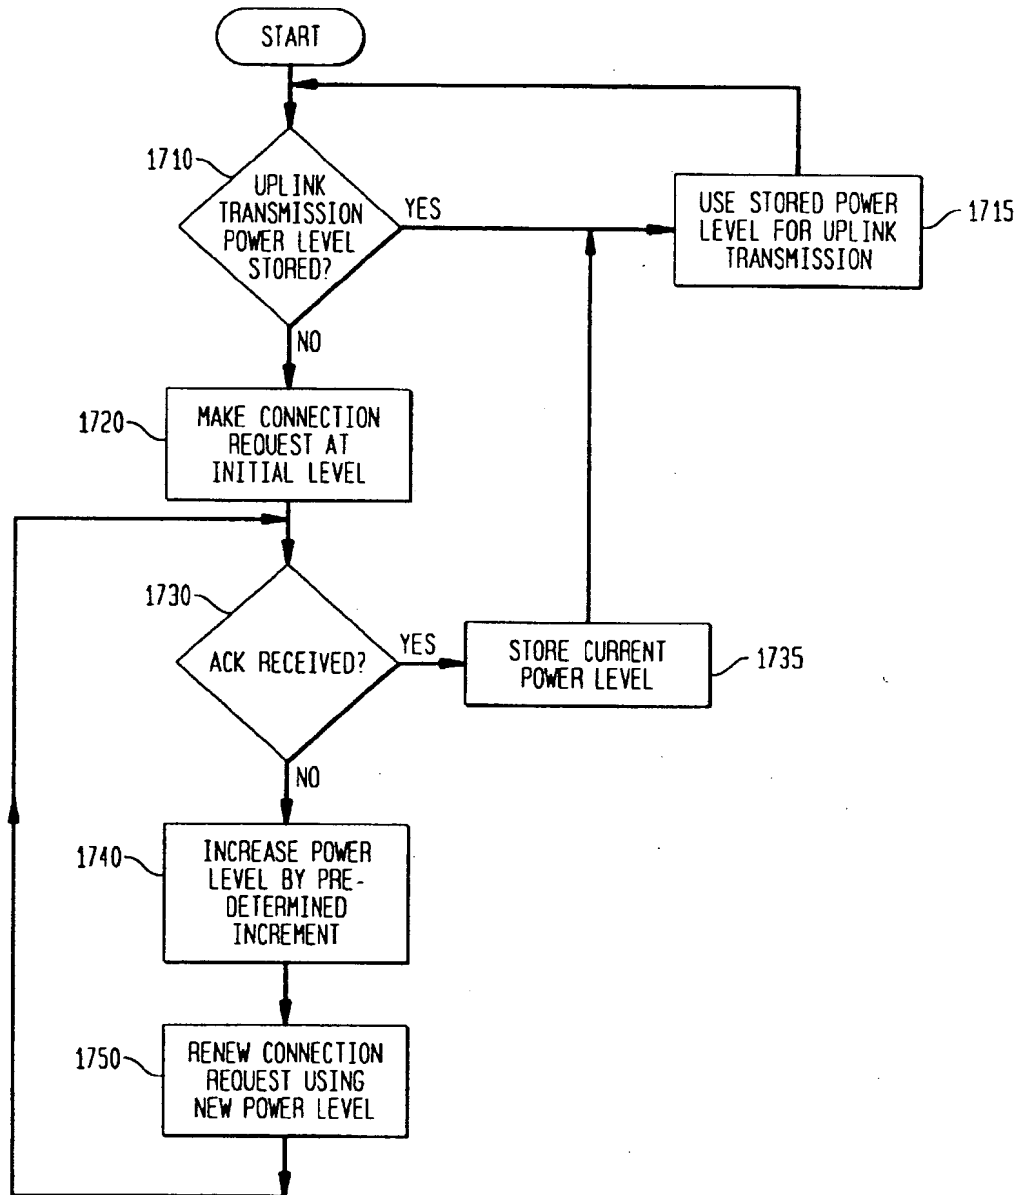 START
1710
UPLINK
TRANSMISSION
POWER LEVEL
STORED?
YES
USE STORED POWER
LEVEL FOR UPLINK
TRANSMISSION
1715
NO
1720
MAKE CONNECTION
REQUEST AT
INITIAL LEVEL
1730
ACK RECEIVED?
YES
STORE CURRENT
POWER LEVEL
1735
NO
1740
INCREASE POWER
LEVEL BY PRE-
DETERMINED
INCREMENT
1750
RENEW CONNECTION
REQUEST USING
NEW POWER LEVEL